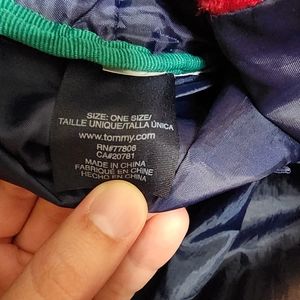 SIZE: ONE SIZE/
TAILLE UNIQUE/TALLA ÚNICA
www.tommy.com
RN#77806
CA#20781
MADE IN CHINA
FABRIQUÉ EN CHINE
HECHO EN CHINA